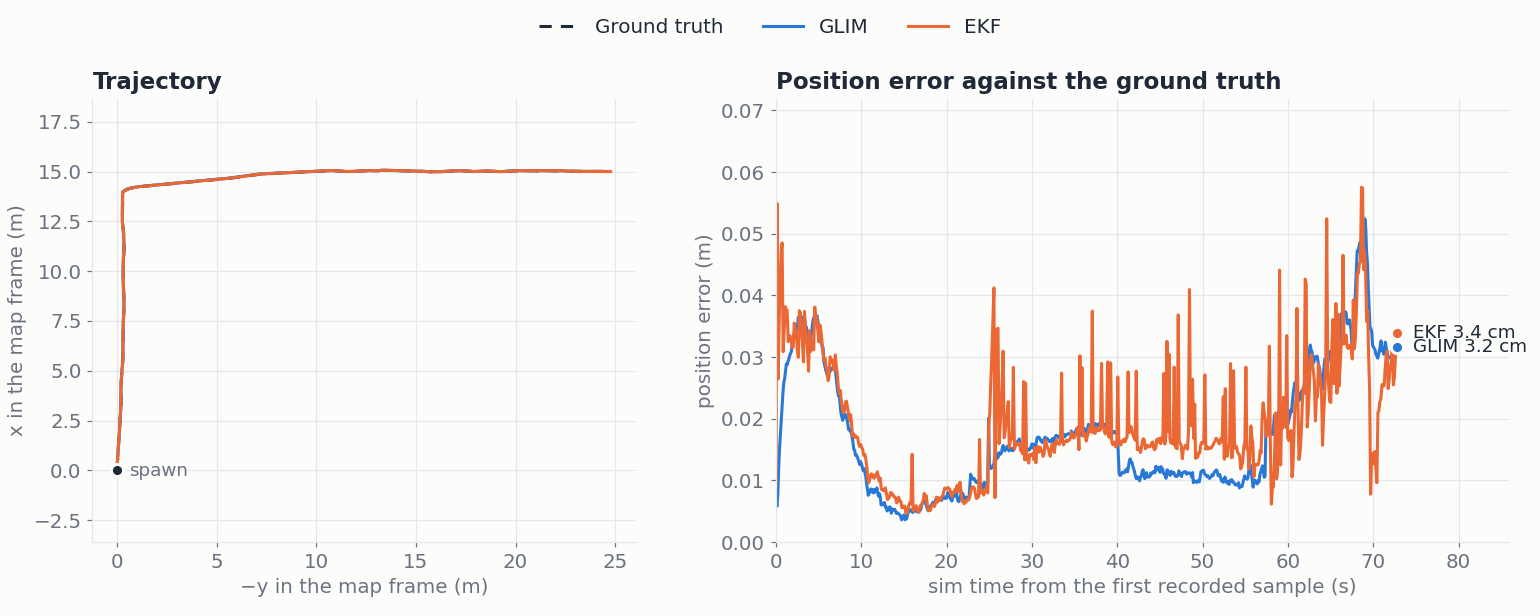 Ground truth
GLIM
EKF
Trajectory
Position error against the ground truth
17.5
15.0
12.5
10.0
7.5
5.0
2.5
0.0
−2.5
x in the map frame (m)
spawn
0
5
10
15
20
25
−y in the map frame (m)
0.07
0.06
0.05
0.04
0.03
0.02
0.01
0.00
position error (m)
EKF 3.4 cm
GLIM 3.2 cm
0
10
20
30
40
50
60
70
80
sim time from the first recorded sample (s)